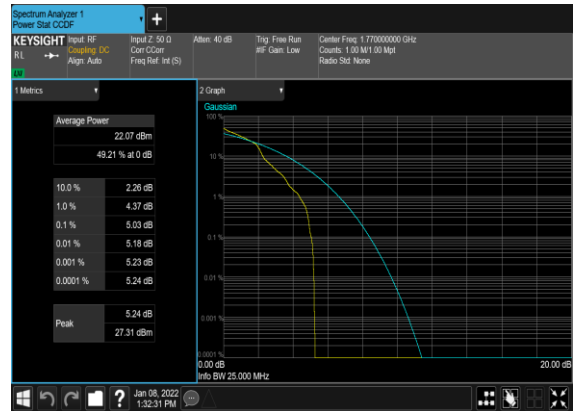 Spectrum Analyzer 1
Power Stat CCDF
KEYSIGHT
RL
Input: RF
Coupling: DC
Align: Auto
Input Z: 50 Ω
Corr CCorr
Freq Ref: Int (S)
Atten: 40 dB
Trig: Free Run
#IF Gain: Low
Center Freq: 1.770000000 GHz
Counts: 1.00 M/1.00 Mpt
Radio Std: None
1 Metrics
Average Power
22.07 dBm
49.21 % at 0 dB
10.0 % 2.26 dB
1.0 % 4.37 dB
0.1 % 5.03 dB
0.01 % 5.18 dB
0.001 % 5.23 dB
0.0001 % 5.24 dB
Peak
5.24 dB
27.31 dBm
2 Graph
Gaussian
100 %
10 %
1 %
0.1 %
0.01 %
0.001 %
0.0001 %
0.00 dB 20.00 dB
Info BW 25.000 MHz
? Jan 08, 2022
1:32:31 PM